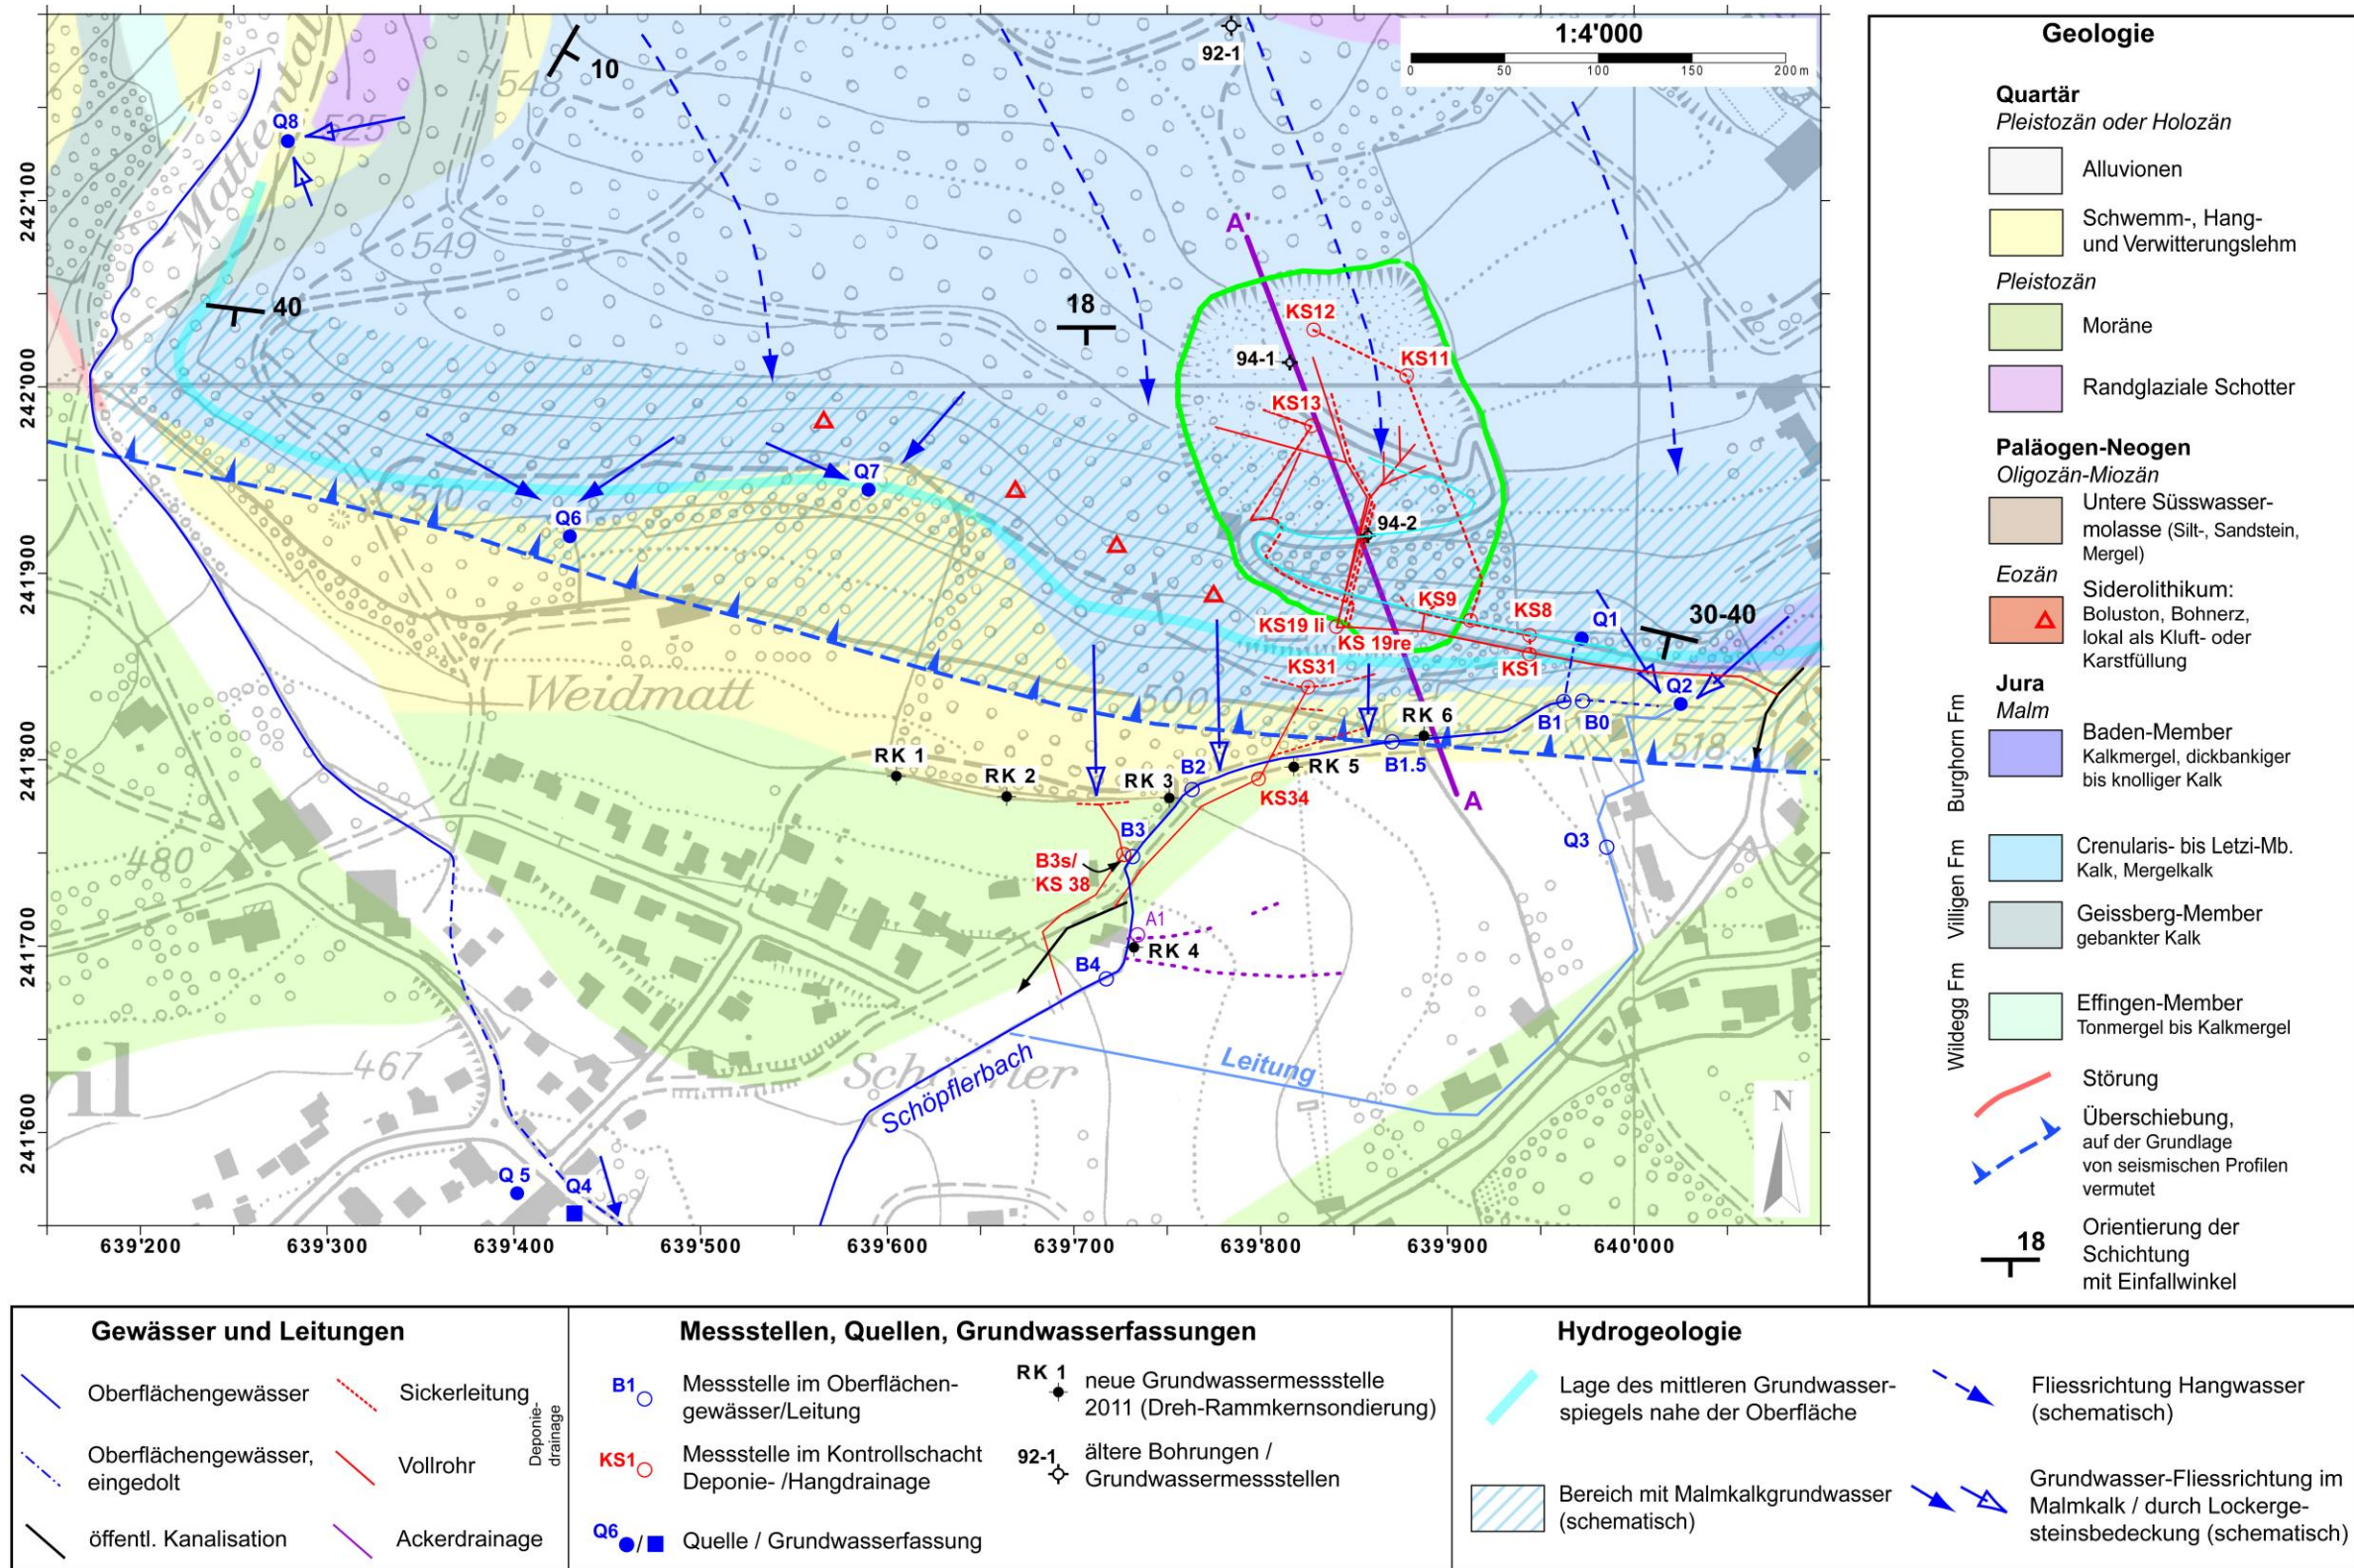 1:4'000
0 50 100 150 200 m
92-1
10
548
Q8
525
Mattental
549
40
18
A'
KS12
94-1
KS11
KS13
94-2
Q7
Q6
510
KS9
KS8
Q1
30-40
KS19 li
KS 19re
KS1
KS31
Q2
Weidmatt
500
RK 6
B1
B0
518
RK 1
RK 2
RK 3
B2
RK 5
B1.5
KS34
A
B3
Q3
480
B3s/
KS 38
A1
RK 4
B4
467
il
Schöpflerbach
Leitung
N
Q 5
Q4
242'100
242'000
241'900
241'800
241'700
241'600
639'200
639'300
639'400
639'500
639'600
639'700
639'800
639'900
640'000
Geologie
Quartär
Pleistozän oder Holozän
Alluvionen
Schwemm-, Hang-
und Verwitterungslehm
Pleistozän
Moräne
Randglaziale Schotter
Paläogen-Neogen
Oligozän-Miozän
Untere Süsswasser-
molasse (Silt-, Sandstein,
Mergel)
Eozän
Siderolithikum:
Boluston, Bohnerz,
lokal als Kluft- oder
Karstfüllung
Jura
Malm
Burghorn Fm
Baden-Member
Kalkmergel, dickbankiger
bis knolliger Kalk
Villigen Fm
Crenularis- bis Letzi-Mb.
Kalk, Mergelkalk
Geissberg-Member
gebankter Kalk
Wildegg Fm
Effingen-Member
Tonmergel bis Kalkmergel
Störung
Überschiebung,
auf der Grundlage
von seismischen Profilen
vermutet
18
Orientierung der
Schichtung
mit Einfallwinkel
Gewässer und Leitungen
Oberflächengewässer
Oberflächengewässer,
eingedolt
öffentl. Kanalisation
Sickerleitung
Vollrohr
Deponie-
drainage
Ackerdrainage
Messstellen, Quellen, Grundwasserfassungen
B1
Messstelle im Oberflächen-
gewässer/Leitung
KS1
Messstelle im Kontrollschacht
Deponie- /Hangdrainage
Q6
/
Quelle / Grundwasserfassung
RK 1
neue Grundwassermessstelle
2011 (Dreh-Rammkernsondierung)
92-1
ältere Bohrungen /
Grundwassermessstellen
Hydrogeologie
Lage des mittleren Grundwasser-
spiegels nahe der Oberfläche
Bereich mit Malmkalkgrundwasser
(schematisch)
Fliessrichtung Hangwasser
(schematisch)
Grundwasser-Fliessrichtung im
Malmkalk / durch Lockerge-
steinsbedeckung (schematisch)